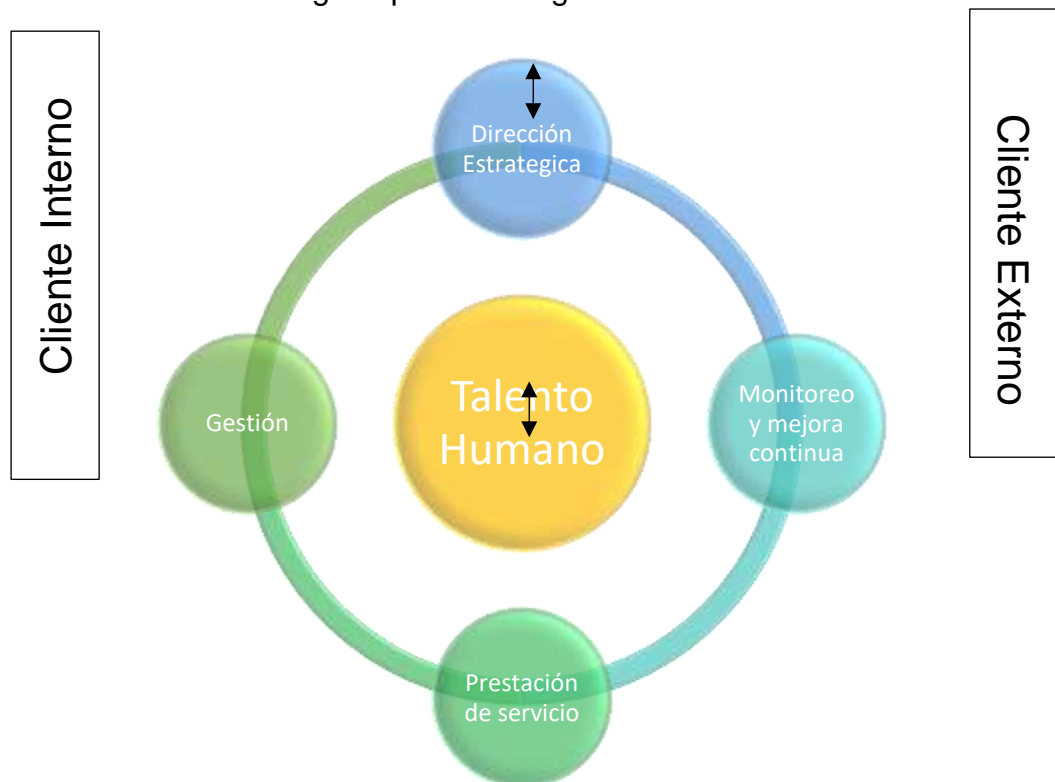 Cliente Interno
Dirección
Estrategica
Cliente Externo
Gestión
Talento
Humano
Monitoreo
y mejora
continua
Prestación
de servicio